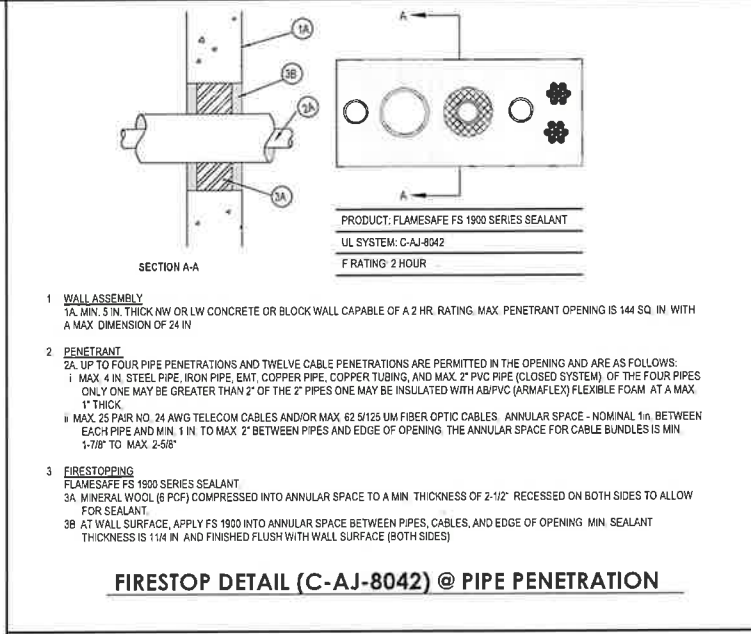 1A
3B
2A
3A
A
A
SECTION A-A
PRODUCT: FLAMESAFE FS 1900 SERIES SEALANT
UL SYSTEM: C-AJ-8042
F RATING 2 HOUR
1 WALL ASSEMBLY
1A. MIN. 5 IN. THICK NW OR LW CONCRETE OR BLOCK WALL CAPABLE OF A 2 HR. RATING. MAX. PENETRANT OPENING IS 144 SQ. IN. WITH
A MAX DIMENSION OF 24 IN
2 PENETRANT
2A. UP TO FOUR PIPE PENETRATIONS AND TWELVE CABLE PENETRATIONS ARE PERMITTED IN THE OPENING AND ARE AS FOLLOWS:
i MAX. 4 IN. STEEL PIPE, IRON PIPE, EMT, COPPER PIPE, COPPER TUBING, AND MAX. 2" PVC PIPE (CLOSED SYSTEM) OF THE FOUR PIPES
ONLY ONE MAY BE GREATER THAN 2" OF THE 2" PIPES ONE MAY BE INSULATED WITH AB/PVC (ARMAFLEX) FLEXIBLE FOAM AT A MAX.
1" THICK
ii MAX. 25 PAIR NO. 24 AWG TELECOM CABLES AND/OR MAX. 62.5/125 UM FIBER OPTIC CABLES. ANNULAR SPACE - NOMINAL 1in. BETWEEN
EACH PIPE AND MIN. 1 IN. TO MAX 2" BETWEEN PIPES AND EDGE OF OPENING. THE ANNULAR SPACE FOR CABLE BUNDLES IS MIN.
1-7/8" TO MAX. 2-5/8"
3 FIRESTOPPING
FLAMESAFE FS 1900 SERIES SEALANT
3A MINERAL WOOL (6 PCF) COMPRESSED INTO ANNULAR SPACE TO A MIN THICKNESS OF 2-1/2" RECESSED ON BOTH SIDES TO ALLOW
FOR SEALANT.
3B AT WALL SURFACE, APPLY FS 1900 INTO ANNULAR SPACE BETWEEN PIPES, CABLES, AND EDGE OF OPENING MIN. SEALANT
THICKNESS IS 11/4 IN AND FINISHED FLUSH WITH WALL SURFACE (BOTH SIDES)
FIRESTOP DETAIL (C-AJ-8042) @ PIPE PENETRATION